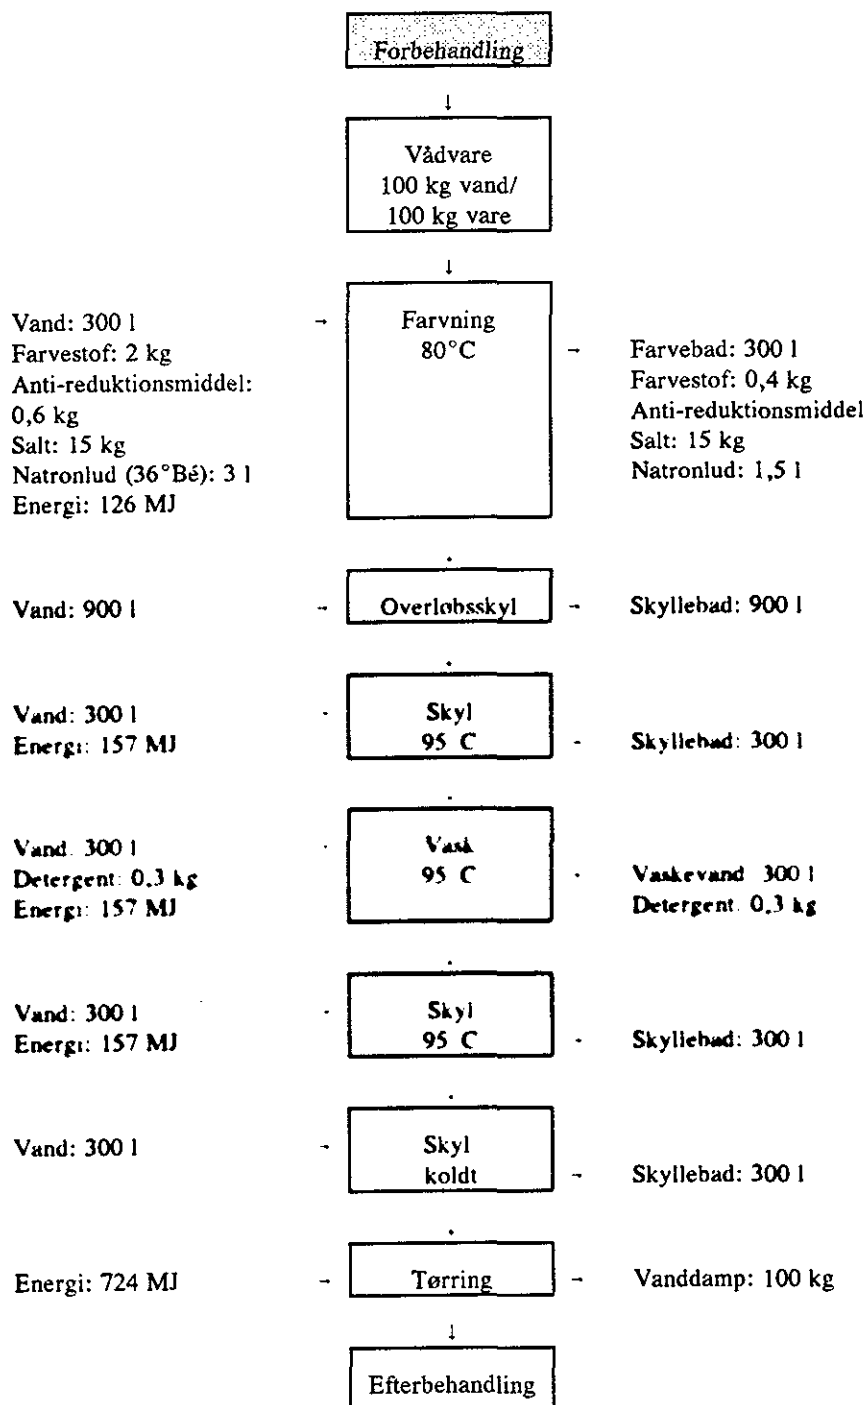 Forbehandling
↓
Vådvare
100 kg vand/
100 kg vare
↓
Vand: 300 l
Farvestof: 2 kg
Anti-reduktionsmiddel:
0,6 kg
Salt: 15 kg
Natronlud (36°Bé): 3 l
Energi: 126 MJ
Farvning
80°C
Farvebad: 300 l
Farvestof: 0,4 kg
Anti-reduktionsmiddel
Salt: 15 kg
Natronlud: 1,5 l
Vand: 900 l
Overløbsskyl
Skyllebad: 900 l
Vand: 300 l
Energi: 157 MJ
Skyl
95 C
Skyllebad: 300 l
Vand. 300 l
Detergent: 0,3 kg
Energi: 157 MJ
Vask
95 C
Vaskevand 300 l
Detergent. 0,3 kg
Vand: 300 l
Energi: 157 MJ
Skyl
95 C
Skyllebad: 300 l
Vand: 300 l
Skyl
koldt
Skyllebad: 300 l
Energi: 724 MJ
Tørring
Vanddamp: 100 kg
↓
Efterbehandling